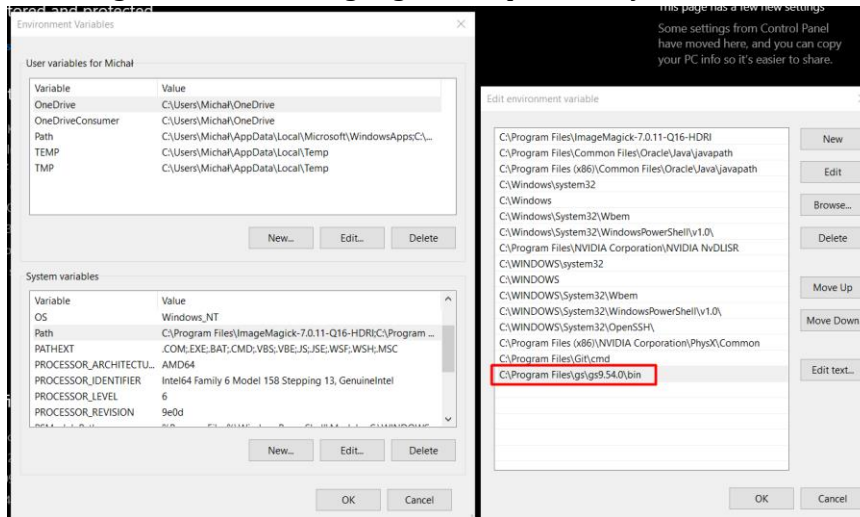 tored and protected
This page has a few new settings
Some settings from Control Panel
have moved here, and you can copy
your PC info so it's easier to share.
Environment Variables
User variables for Michał
Variable Value
OneDrive C:\Users\Michał\OneDrive
OneDriveConsumer C:\Users\Michał\OneDrive
Path C:\Users\Michał\AppData\Local\Microsoft\WindowsApps;C:\...
TEMP C:\Users\Michał\AppData\Local\Temp
TMP C:\Users\Michał\AppData\Local\Temp
New... Edit... Delete
System variables
Variable Value
OS Windows_NT
Path C:\Program Files\ImageMagick-7.0.11-Q16-HDRI;C:\Program ...
PATHEXT .COM;.EXE;.BAT;.CMD;.VBS;.VBE;.JS;.JSE;.WSF;.WSH;.MSC
PROCESSOR_ARCHITECTU... AMD64
PROCESSOR_IDENTIFIER Intel64 Family 6 Model 158 Stepping 13, GenuineIntel
PROCESSOR_LEVEL 6
PROCESSOR_REVISION 9e0d
New... Edit... Delete
OK Cancel
Edit environment variable
C:\Program Files\ImageMagick-7.0.11-Q16-HDRI
C:\Program Files\Common Files\Oracle\Java\javapath
C:\Program Files (x86)\Common Files\Oracle\Java\javapath
C:\Windows\system32
C:\Windows
C:\Windows\System32\Wbem
C:\Windows\System32\WindowsPowerShell\v1.0\
C:\Program Files\NVIDIA Corporation\NVIDIA NvDLISR
C:\WINDOWS\system32
C:\WINDOWS
C:\WINDOWS\System32\Wbem
C:\WINDOWS\System32\WindowsPowerShell\v1.0\
C:\WINDOWS\System32\OpenSSH\
C:\Program Files (x86)\NVIDIA Corporation\PhysX\Common
C:\Program Files\Git\cmd
C:\Program Files\gs\gs9.54.0\bin
New
Edit
Browse...
Delete
Move Up
Move Down
Edit text...
OK Cancel